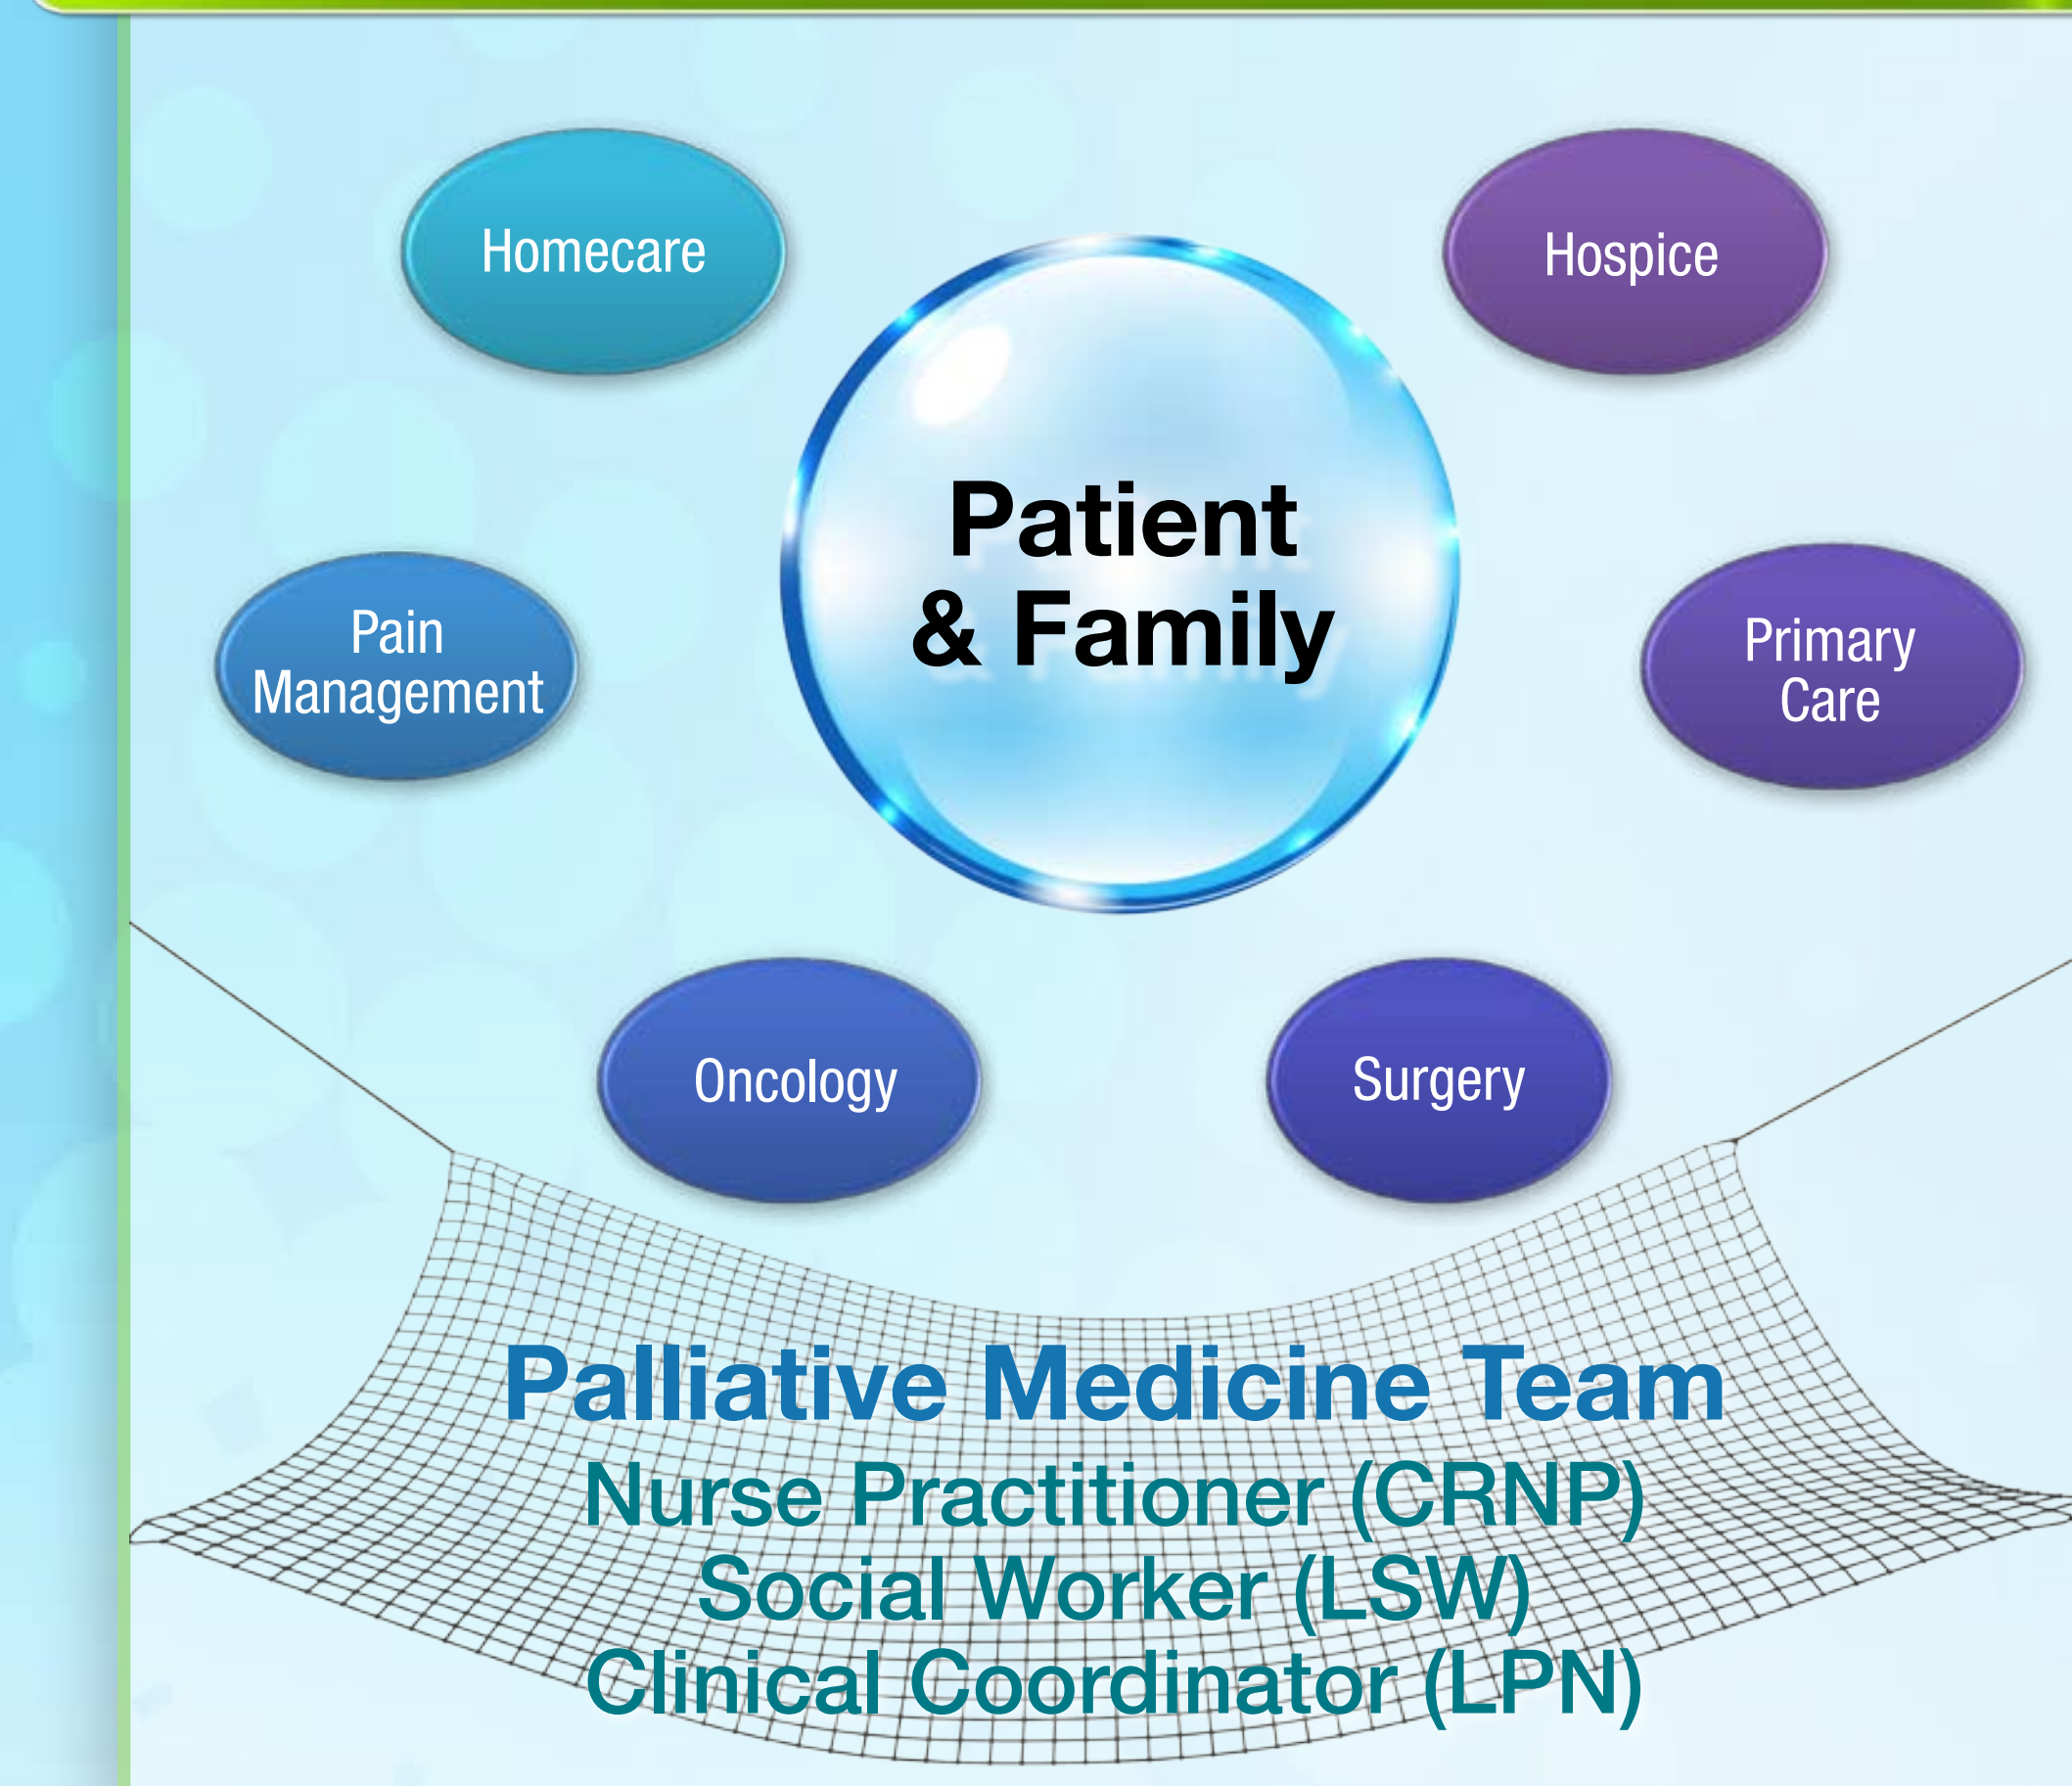 Homecare
Hospice
Patient
& Family
Pain
Management
Primary
Care
Oncology
Surgery
Palliative Medicine Team
Nurse Practitioner (CRNP)
Social Worker (LSW)
Clinical Coordinator (LPN)